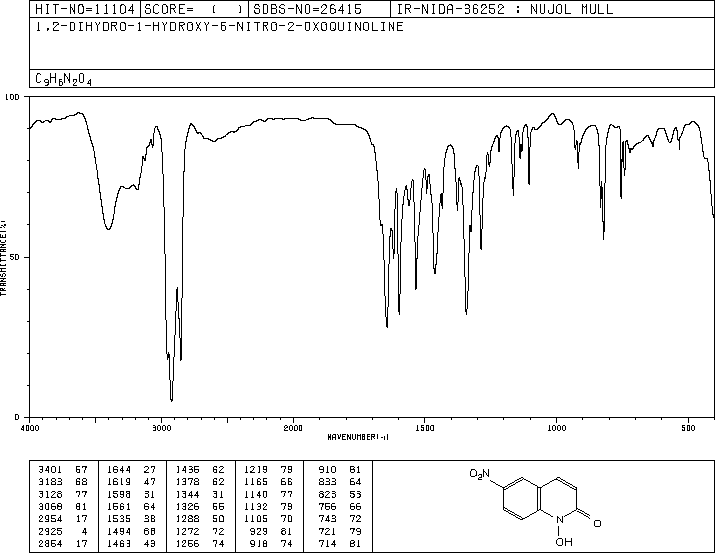 HIT-NO=11104 SCORE= ( ) SDBS-NO=26415 IR-NIDA-36252 : NUJOL MULL
1,2-DIHYDRO-1-HYDROXY-6-NITRO-2-OXOQUINOLINE
C9H6N2O4
100
50
0
TRANSMITTANCE(%)
4000 3000 2000 1500 1000 500
WAVENUMBER(-1)
3401 57 1644 27 1436 62 1219 79 910 81
3183 68 1619 47 1378 62 1165 66 833 64
3128 77 1598 31 1344 31 1140 77 823 53
3068 81 1561 64 1326 55 1132 79 756 66
2954 17 1535 38 1288 50 1105 70 743 72
2925 4 1494 68 1272 72 929 81 721 79
2854 17 1463 43 1256 74 918 74 714 81
O2N
N
O
OH